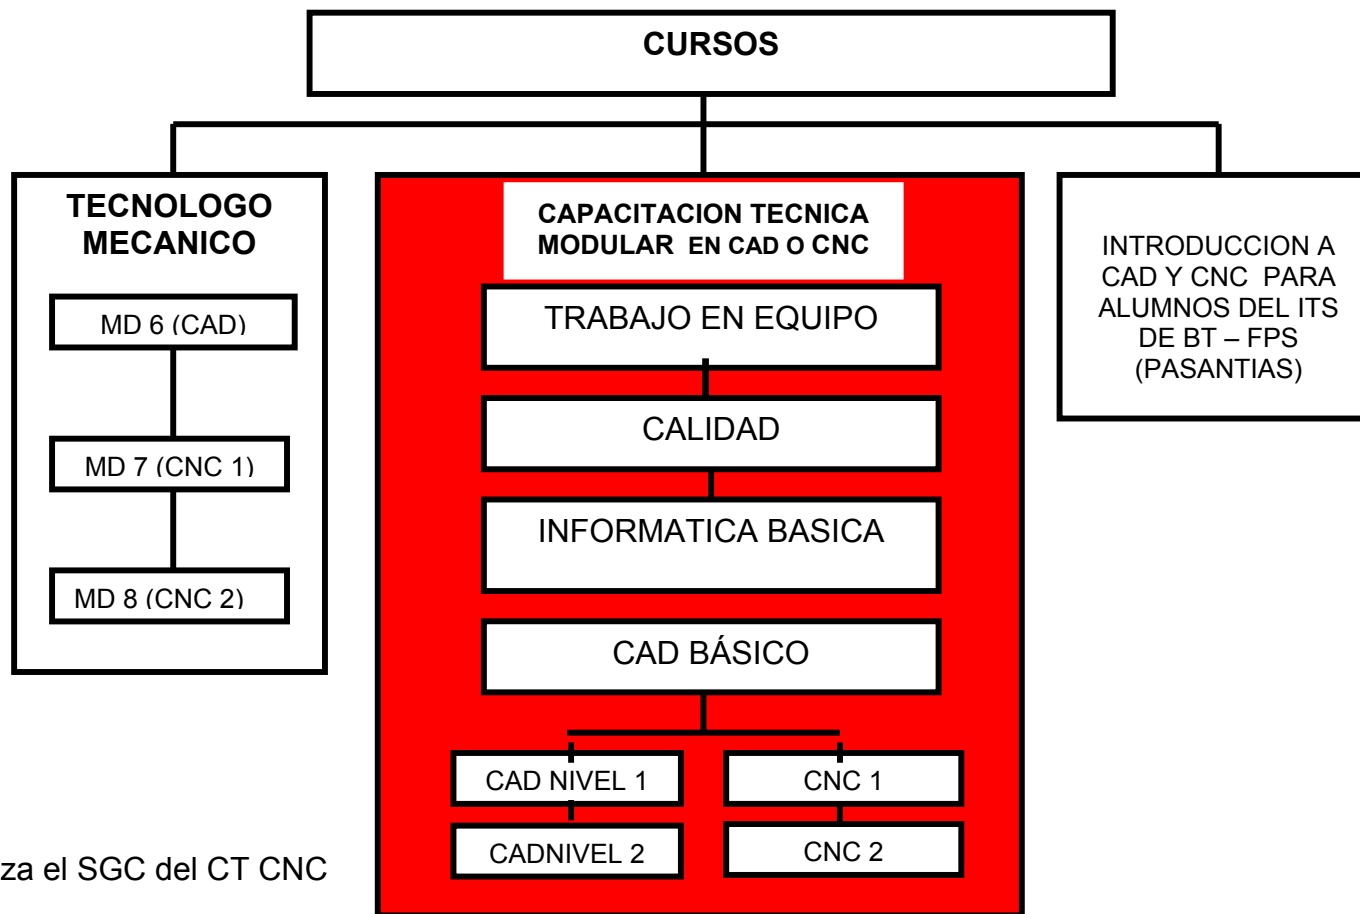 CURSOS
TECNOLOGO
MECANICO
MD 6 (CAD)
MD 7 (CNC 1)
MD 8 (CNC 2)
CAPACITACION TECNICA
MODULAR EN CAD O CNC
TRABAJO EN EQUIPO
CALIDAD
INFORMATICA BASICA
CAD BÁSICO
CAD NIVEL 1
CNC 1
CADNIVEL 2
CNC 2
INTRODUCCION A
CAD Y CNC PARA
ALUMNOS DEL ITS
DE BT – FPS
(PASANTIAS)
za el SGC del CT CNC